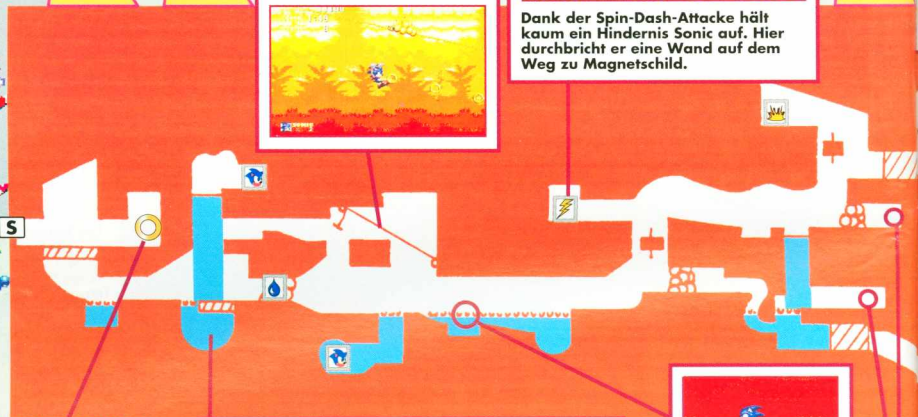 Dank der Spin-Dash-Attacke hält
kaum ein Hindernis Sonic auf. Hier
durchbricht er eine Wand auf dem
Weg zu Magnetschild.
S